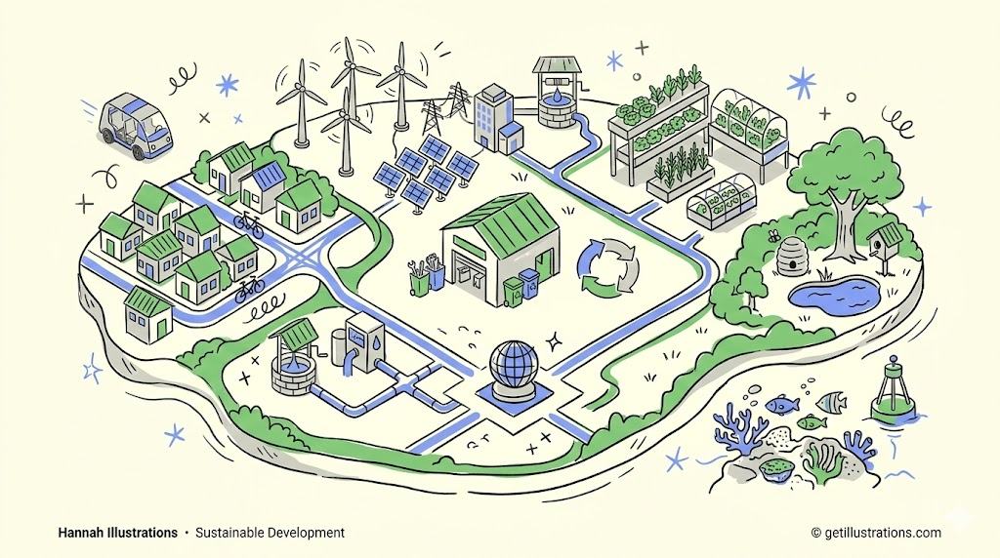 Hannah Illustrations • Sustainable Development
© getillustrations.com